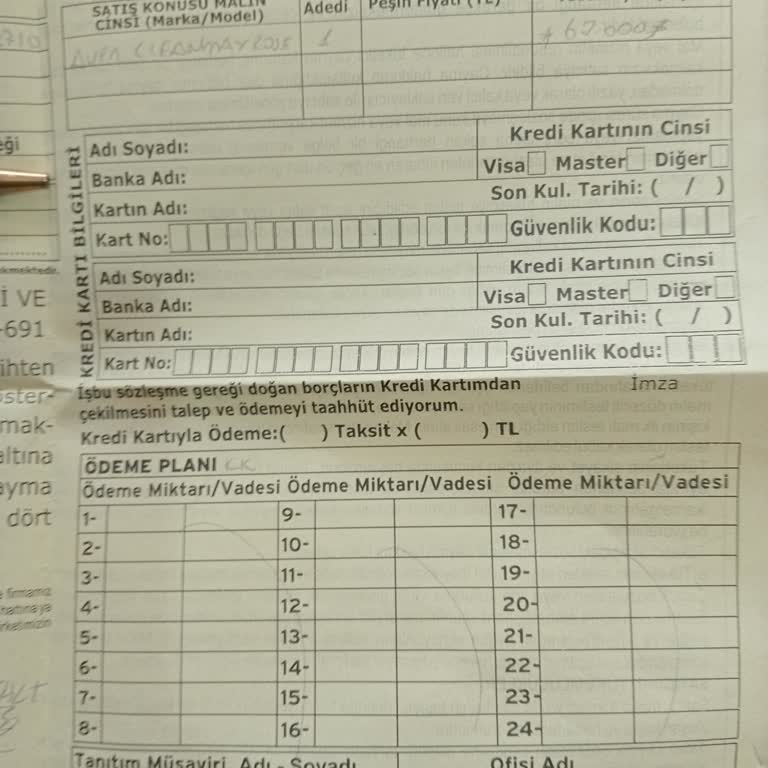 SATIŞ KONUSU MALIN Adedi Peşin Fiyatı (TL)
CİNSİ (Marka/Model)
1 67.000
KREDİ KARTI BİLGİLERİ
Adı Soyadı: Kredi Kartının Cinsi
Banka Adı: Visa Master Diğer
Kartın Adı: Son Kul. Tarihi: ( / )
Kart No: Güvenlik Kodu:
Adı Soyadı: Kredi Kartının Cinsi
Banka Adı: Visa Master Diğer
Kartın Adı: Son Kul. Tarihi: ( / )
Kart No: Güvenlik Kodu:
İşbu sözleşme gereği doğan borçların Kredi Kartımdan İmza
çekilmesini talep ve ödemeyi taahhüt ediyorum.
Kredi Kartıyla Ödeme:( ) Taksit x ( ) TL
ÖDEME PLANI
Ödeme Miktarı/Vadesi Ödeme Miktarı/Vadesi Ödeme Miktarı/Vadesi
1- 9- 17-
2- 10- 18-
3- 11- 19-
4- 12- 20-
5- 13- 21-
6- 14- 22-
7- 15- 23-
8- 16- 24-
Tanıtım Müşaviri Adı - Soyadı Ofisi Adı
İ VE
-691
dört